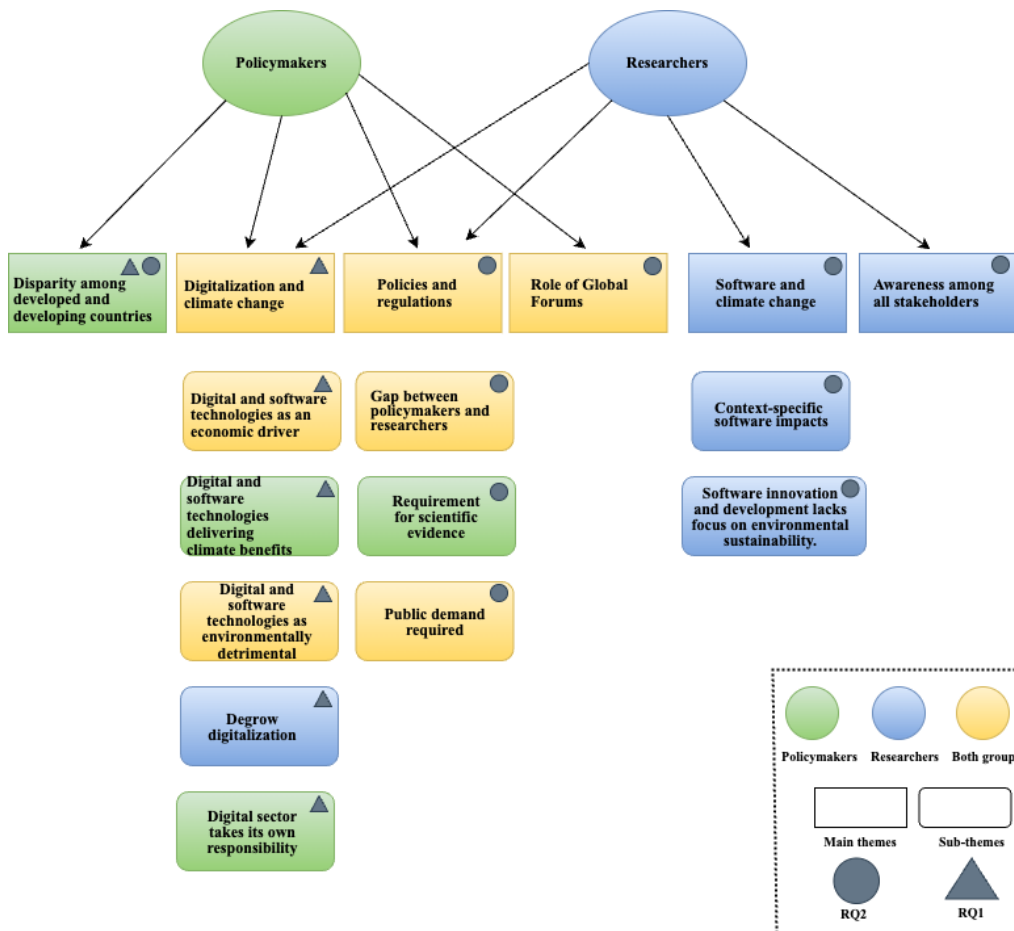 Policymakers
Researchers
Disparity among
developed and
developing countries
Digitalization and
climate change
Policies and
regulations
Role of Global
Forums
Software and
climate change
Awareness among
all stakeholders
Digital and software
technologies as an
economic driver
Gap between
policymakers and
researchers
Context-specific
software impacts
Digital and
software
technologies
delivering
climate benefits
Requirement
for scientific
evidence
Software innovation
and development lacks
focus on environmental
sustainability.
Digital and
software
technologies as
environmentally
detrimental
Public demand
required
Degrow
digitalization
Digital sector
takes its own
responsibility
Policymakers
Researchers
Both group
Main themes
Sub-themes
RQ2
RQ1